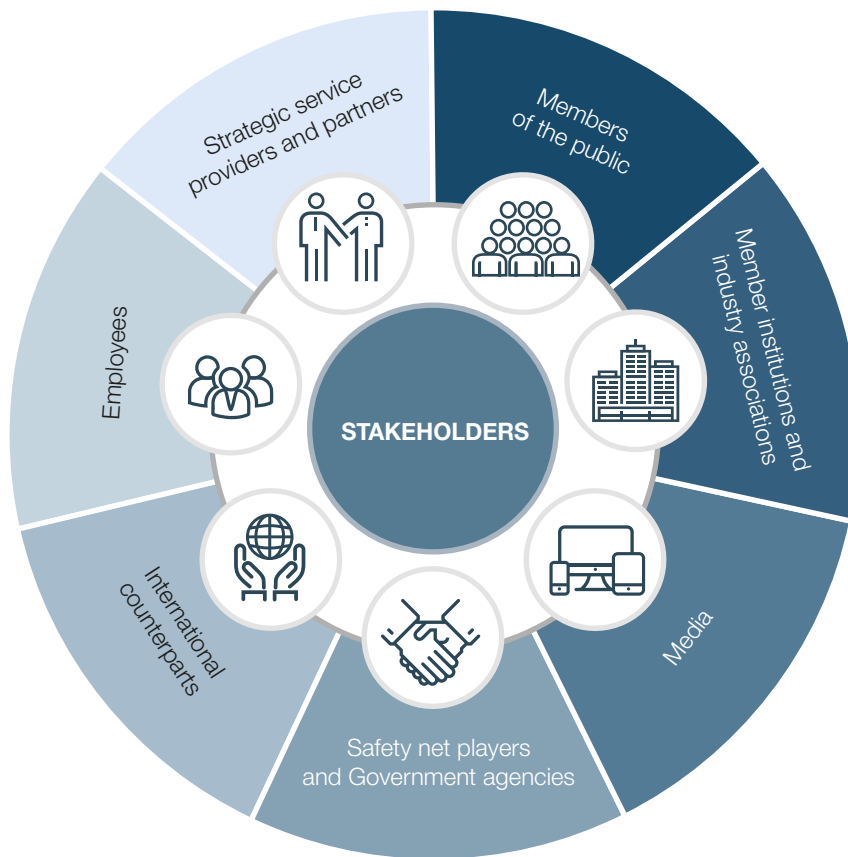 Strategic service
providers and partners
Members
of the public
Member institutions and
industry associations
Employees
STAKEHOLDERS
International
counterparts
Media
Safety net players
and Government agencies